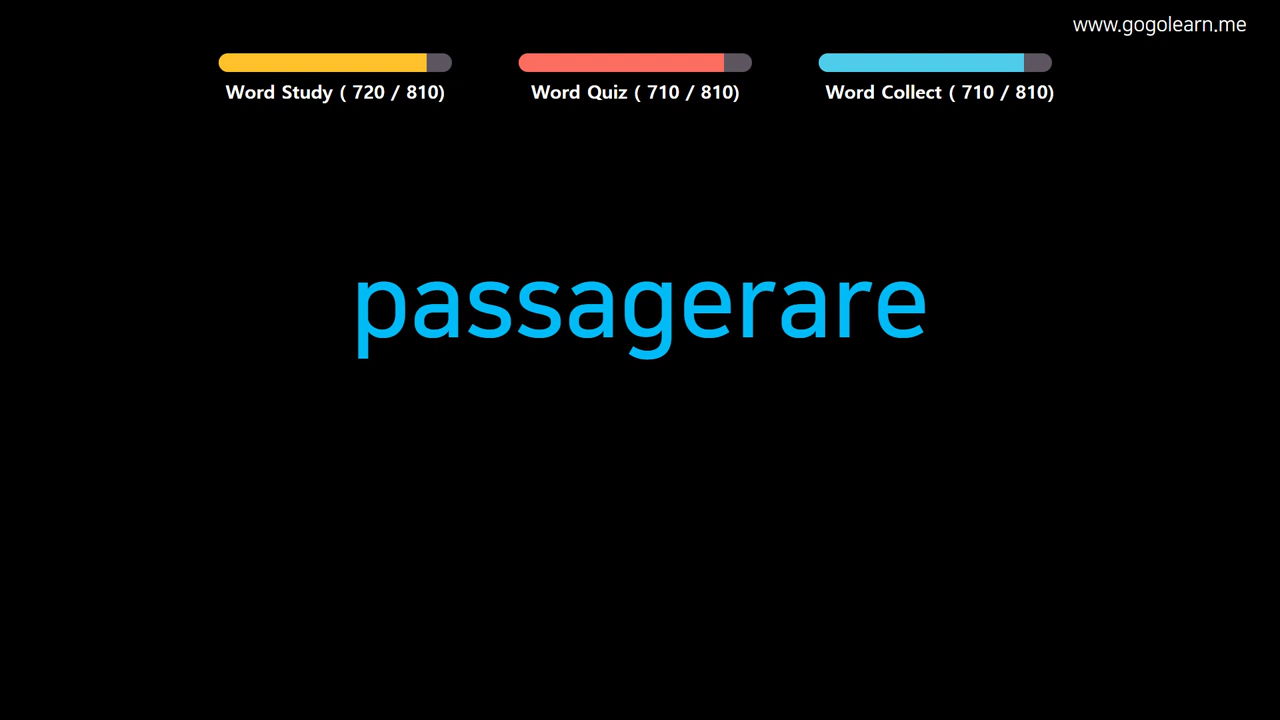 www.gogolearn.me
Word Study ( 720 / 810)
Word Quiz ( 710 / 810)
Word Collect ( 710 / 810)
passagerare